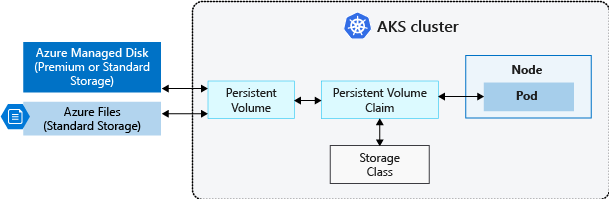 AKS cluster
Azure Managed Disk
(Premium or Standard
Storage)
Azure Files
(Standard Storage)
Persistent
Volume
Persistent Volume
Claim
Storage
Class
Node
Pod